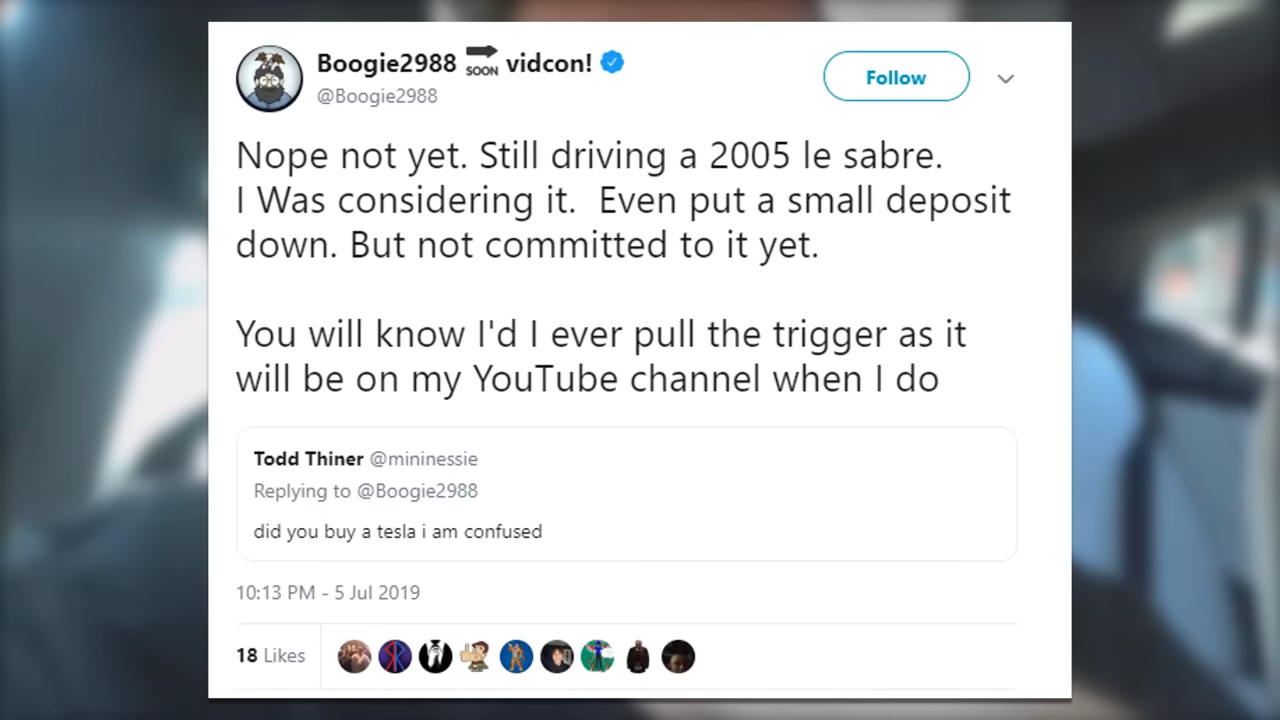 Boogie2988 SOON vidcon!
@Boogie2988
Follow
Nope not yet. Still driving a 2005 le sabre.
I Was considering it.  Even put a small deposit
down. But not committed to it yet.
You will know I'd I ever pull the trigger as it
will be on my YouTube channel when I do
Todd Thiner @mininessie
Replying to @Boogie2988
did you buy a tesla i am confused
10:13 PM - 5 Jul 2019
18 Likes